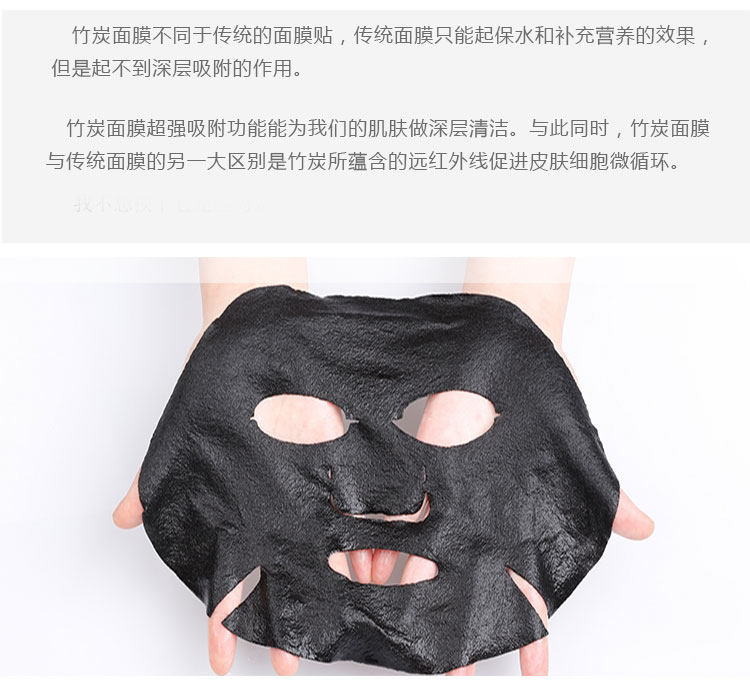 竹炭面膜不同于传统的面膜贴，传统面膜只能起保水和补充营养的效果，
但是起不到深层吸附的作用。
竹炭面膜超强吸附功能能为我们的肌肤做深层清洁。与此同时，竹炭面膜
与传统面膜的另一大区别是竹炭所蕴含的远红外线促进皮肤细胞微循环。